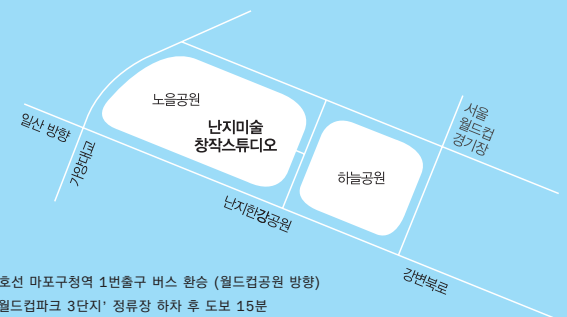 노을공원
난지미술
창작스튜디오
서울
월드컵
경기장
일산 방향
가양대교
하늘공원
난지한강공원
강변북로
호선 마포구청역 1번출구 버스 환승 (월드컵공원 방향)
월드컵파크 3단지’ 정류장 하차 후 도보 15분